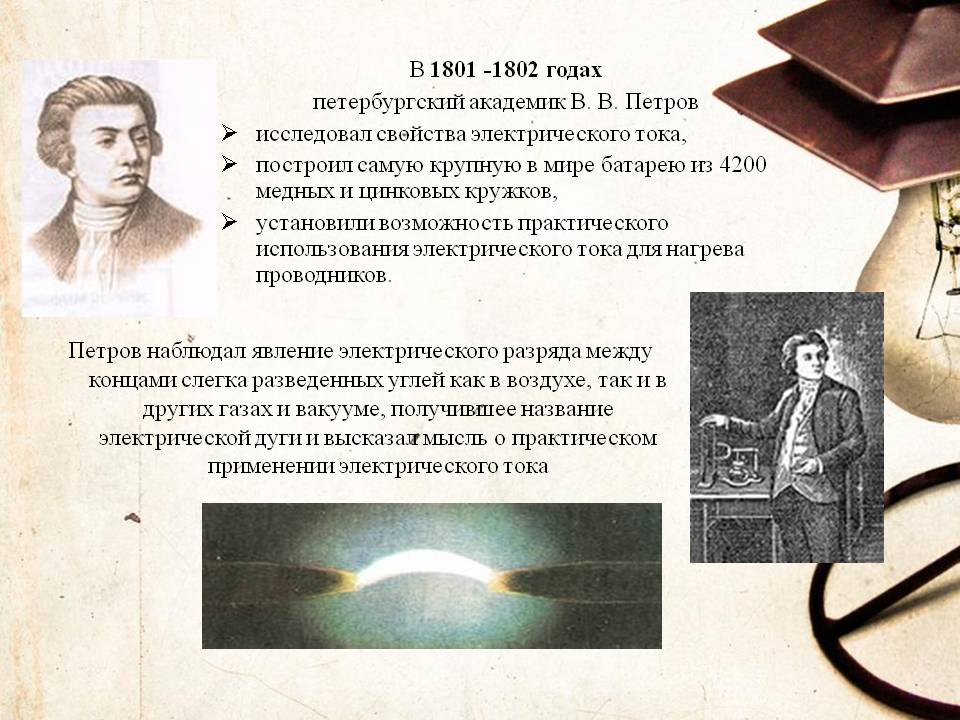 В 1801 -1802 годах
петербургский академик В. В. Петров
исследовал свойства электрического тока,
построил самую крупную в мире батарею из 4200
медных и цинковых кружков,
установили возможность практического
использования электрического тока для нагрева
проводников.
Петров наблюдал явление электрического разряда между
концами слегка разведенных углей как в воздухе, так и в
других газах и вакууме, получившее название
электрической дуги и высказал мысль о практическом
применении электрического тока